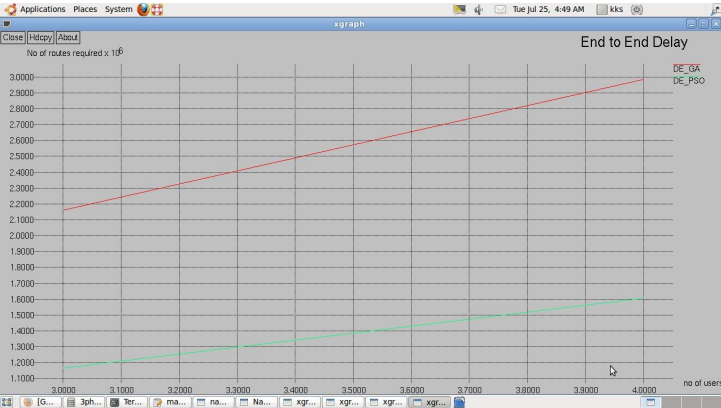 Applications Places System
Tue Jul 25, 4:49 AM kks
xgraph
Close Hdcpy About
End to End Delay
No of routes required x 10^6
DE_GA
DE_PSO
3.0000
2.9000
2.8000
2.7000
2.6000
2.5000
2.4000
2.3000
2.2000
2.1000
2.0000
1.9000
1.8000
1.7000
1.6000
1.5000
1.4000
1.3000
1.2000
1.1000
no of users
3.0000 3.1000 3.2000 3.3000 3.4000 3.5000 3.6000 3.7000 3.8000 3.9000 4.0000
[G... 3ph... Ter... ma... na... Na... xgr... xgr... xgr... xgr...